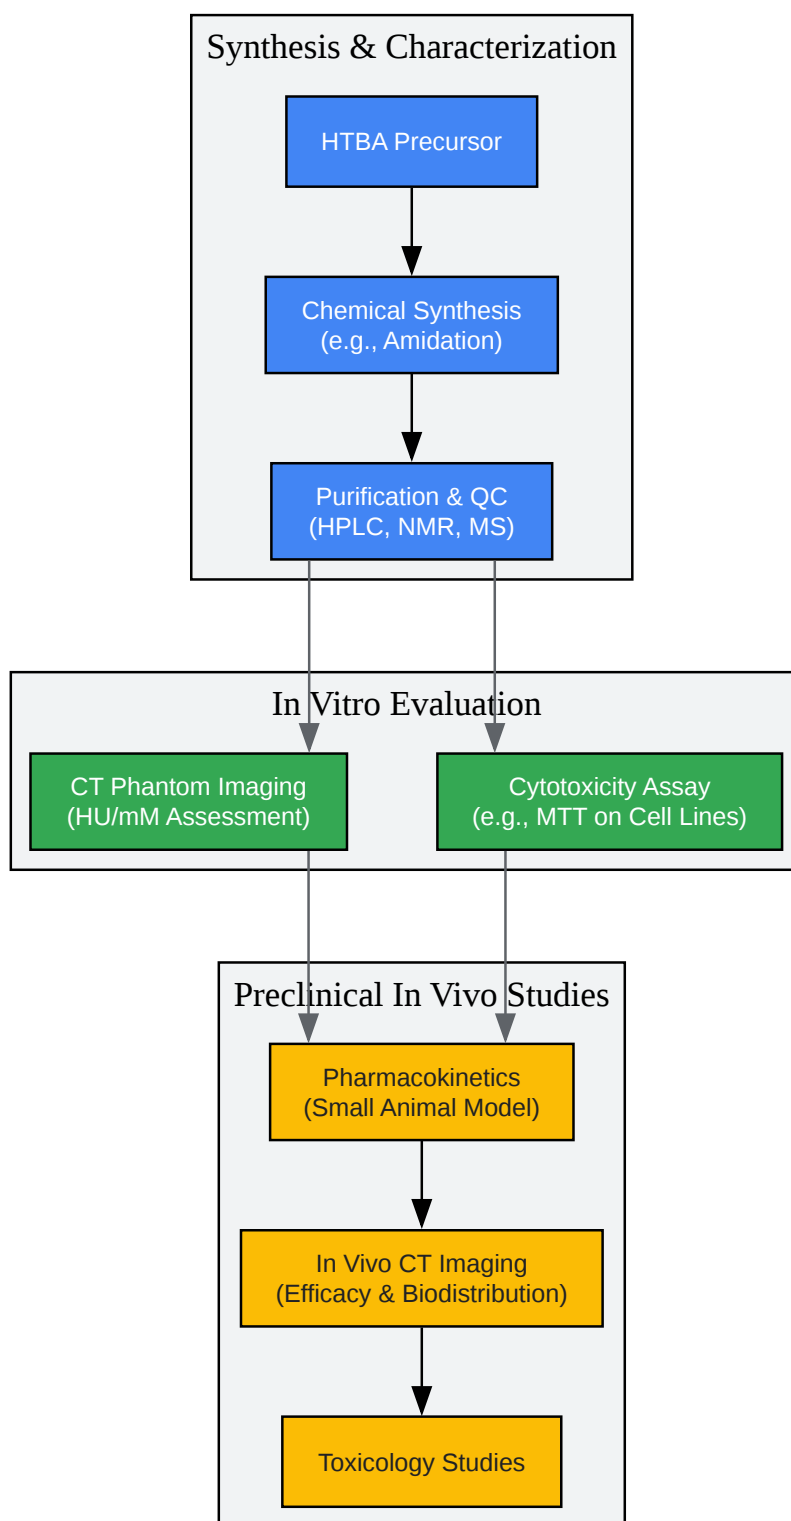 Synthesis & Characterization
HTBA Precursor
Chemical Synthesis
(e.g., Amidation)
Purification & QC
(HPLC, NMR, MS)
In Vitro Evaluation
CT Phantom Imaging
(HU/mM Assessment)
Cytotoxicity Assay
(e.g., MTT on Cell Lines)
Preclinical In Vivo Studies
Pharmacokinetics
(Small Animal Model)
In Vivo CT Imaging
(Efficacy & Biodistribution)
Toxicology Studies